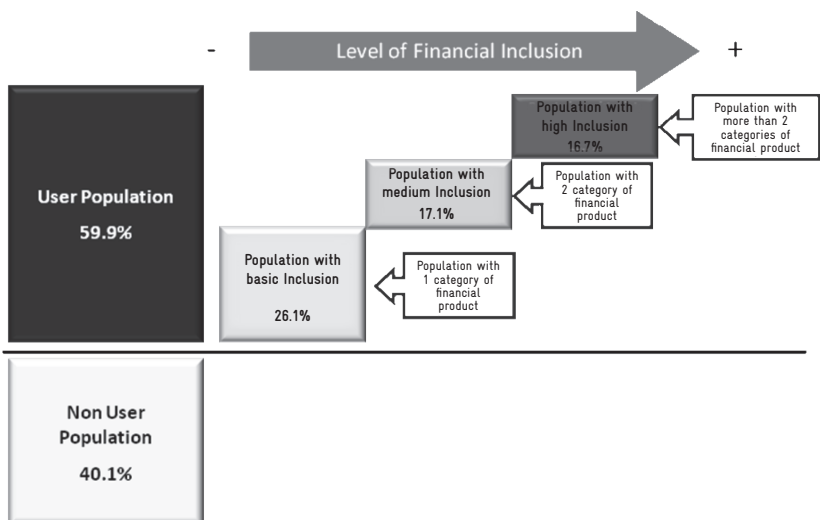 - Level of Financial Inclusion +
Population with
high Inclusion
16.7%
Population with
more than 2
categories of
financial product
User Population
59.9%
Population with
medium Inclusion
17.1%
Population with
2 category of
financial
product
Population with
basic Inclusion
26.1%
Population with
1 category of
financial
product
Non User
Population
40.1%